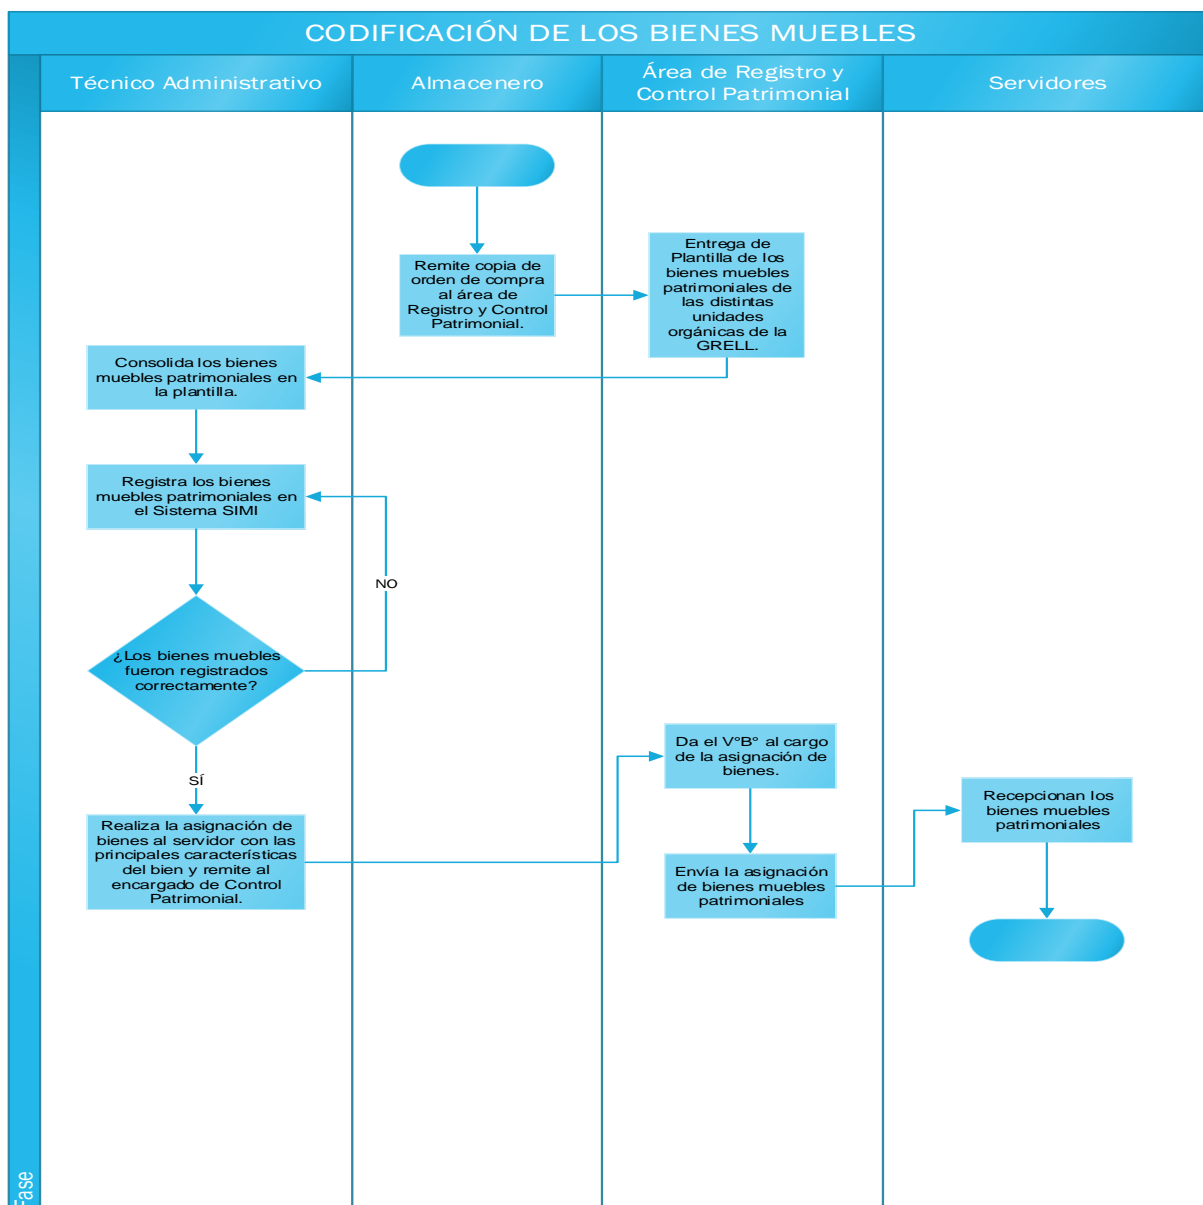 CODIFICACIÓN DE LOS BIENES MUEBLES
Técnico Administrativo
Almacenero
Área de Registro y
Control Patrimonial
Servidores
Remite copia de
orden de compra
al área de
Registro y Control
Patrimonial.
Entrega de
Plantilla de los
bienes muebles
patrimoniales de
las distintas
unidades
orgánicas de la
GRELL.
Consolida los bienes
muebles patrimoniales en
la plantilla.
Registra los bienes
muebles patrimoniales en
el Sistema SIMI
NO
¿Los bienes muebles
fueron registrados
correctamente?
SÍ
Realiza la asignación de
bienes al servidor con las
principales características
del bien y remite al
encargado de Control
Patrimonial.
Da el V°B° al cargo
de la asignación de
bienes.
Envía la asignación
de bienes muebles
patrimoniales
Recepcionan los
bienes muebles
patrimoniales
Fase